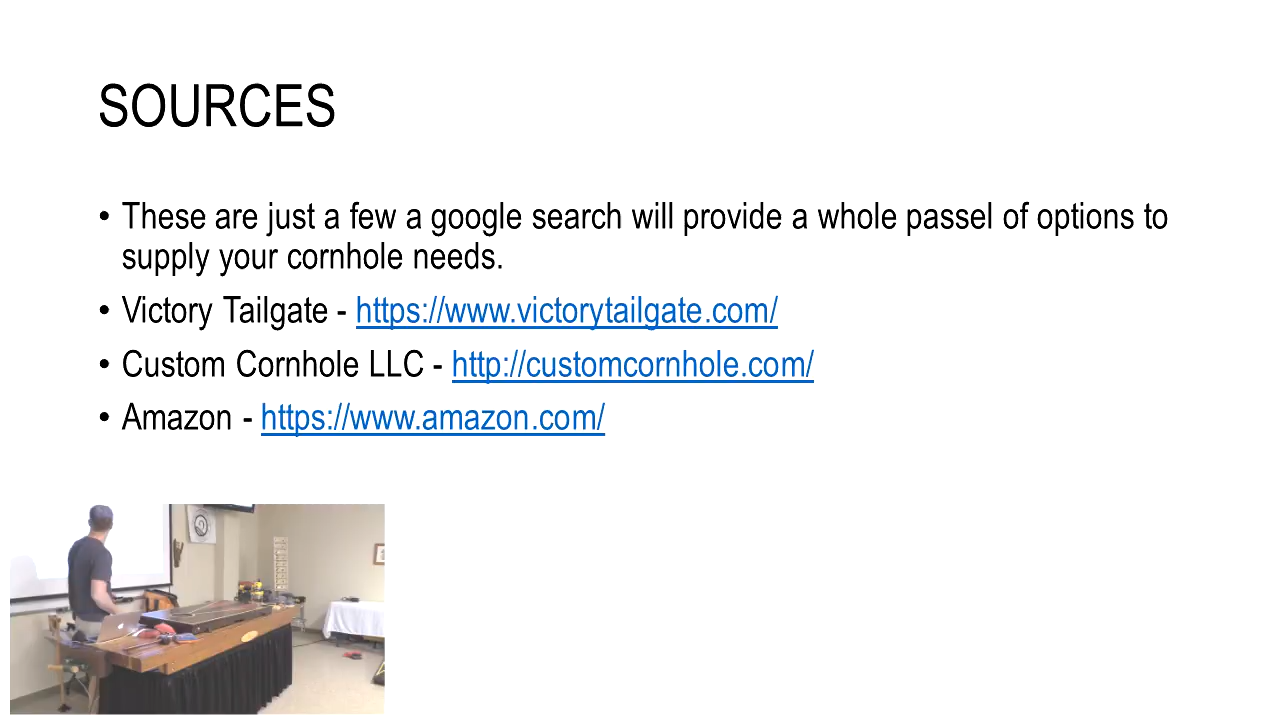 SOURCES
• These are just a few a google search will provide a whole passel of options to
supply your cornhole needs.
• Victory Tailgate - https://www.victorytailgate.com/
• Custom Cornhole LLC - http://customcornhole.com/
• Amazon - https://www.amazon.com/